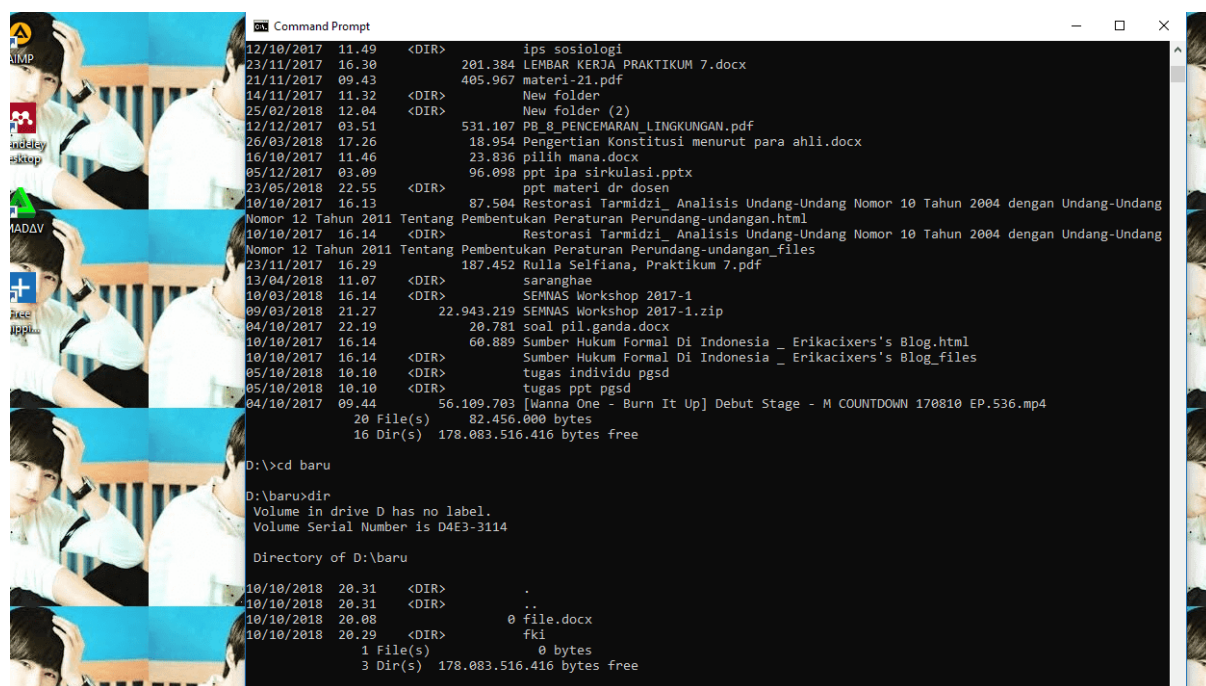 AIMP
Command Prompt
12/10/2017  11.49    <DIR>          ips sosiologi
23/11/2017  16.30           201.384 LEMBAR KERJA PRAKTIKUM 7.docx
21/11/2017  09.43           405.967 materi-21.pdf
14/11/2017  11.32    <DIR>          New folder
25/02/2018  12.04    <DIR>          New folder (2)
12/12/2017  03.51           531.107 PB_8_PENCEMARAN_LINGKUNGAN.pdf
26/03/2018  17.26            18.954 Pengertian Konstitusi menurut para ahli.docx
16/10/2017  11.46            23.836 pilih mana.docx
05/12/2017  03.09            96.098 ppt ipa sirkulasi.pptx
23/05/2018  22.55    <DIR>          ppt materi dr dosen
10/10/2017  16.13            87.504 Restorasi Tarmidzi_ Analisis Undang-Undang Nomor 10 Tahun 2004 dengan Undang-Undang
Nomor 12 Tahun 2011 Tentang Pembentukan Peraturan Perundang-undangan.html
10/10/2017  16.14    <DIR>          Restorasi Tarmidzi_ Analisis Undang-Undang Nomor 10 Tahun 2004 dengan Undang-Undang
Nomor 12 Tahun 2011 Tentang Pembentukan Peraturan Perundang-undangan_files
23/11/2017  16.29           187.452 Rulla Selfiana, Praktikum 7.pdf
13/04/2018  11.07    <DIR>          saranghae
10/03/2018  16.14    <DIR>          SEMNAS Workshop 2017-1
09/03/2018  21.27        22.943.219 SEMNAS Workshop 2017-1.zip
04/10/2017  22.19            20.781 soal pil.ganda.docx
10/10/2017  16.14            60.889 Sumber Hukum Formal Di Indonesia _ Erikacixers's Blog.html
10/10/2017  16.14    <DIR>          Sumber Hukum Formal Di Indonesia _ Erikacixers's Blog_files
05/10/2018  10.10    <DIR>          tugas individu pgsd
05/10/2018  10.10    <DIR>          tugas ppt pgsd
04/10/2017  09.44        56.109.703 [Wanna One - Burn It Up] Debut Stage - M COUNTDOWN 170810 EP.536.mp4
20 File(s)     82.456.000 bytes
16 Dir(s)  178.083.516.416 bytes free
D:\>cd baru
D:\baru>dir
Volume in drive D has no label.
Volume Serial Number is D4E3-3114
Directory of D:\baru
10/10/2018  20.31    <DIR>          .
10/10/2018  20.31    <DIR>          ..
10/10/2018  20.08                 0 file.docx
10/10/2018  20.29    <DIR>          fki
1 File(s)              0 bytes
3 Dir(s)  178.083.516.416 bytes free